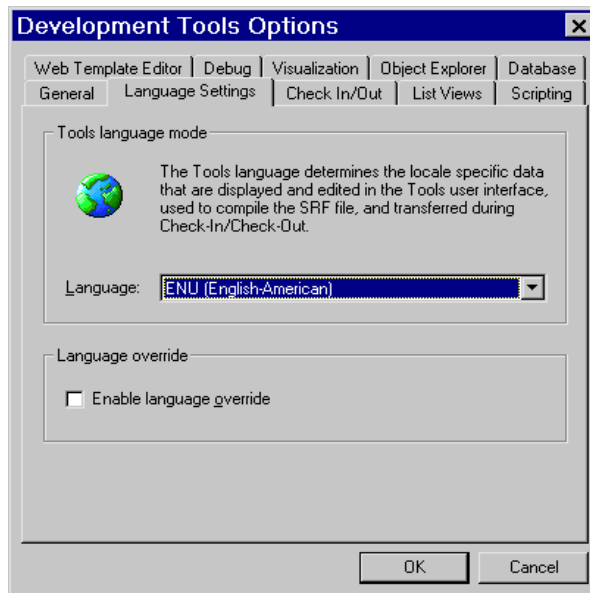 Development Tools Options
Web Template Editor Debug Visualization Object Explorer Database
General Language Settings Check In/Out List Views Scripting
Tools language mode
The Tools language determines the locale specific data
that are displayed and edited in the Tools user interface,
used to compile the SRF file, and transferred during
Check-In/Check-Out.
Language: ENU (English-American)
Language override
Enable language override
OK Cancel